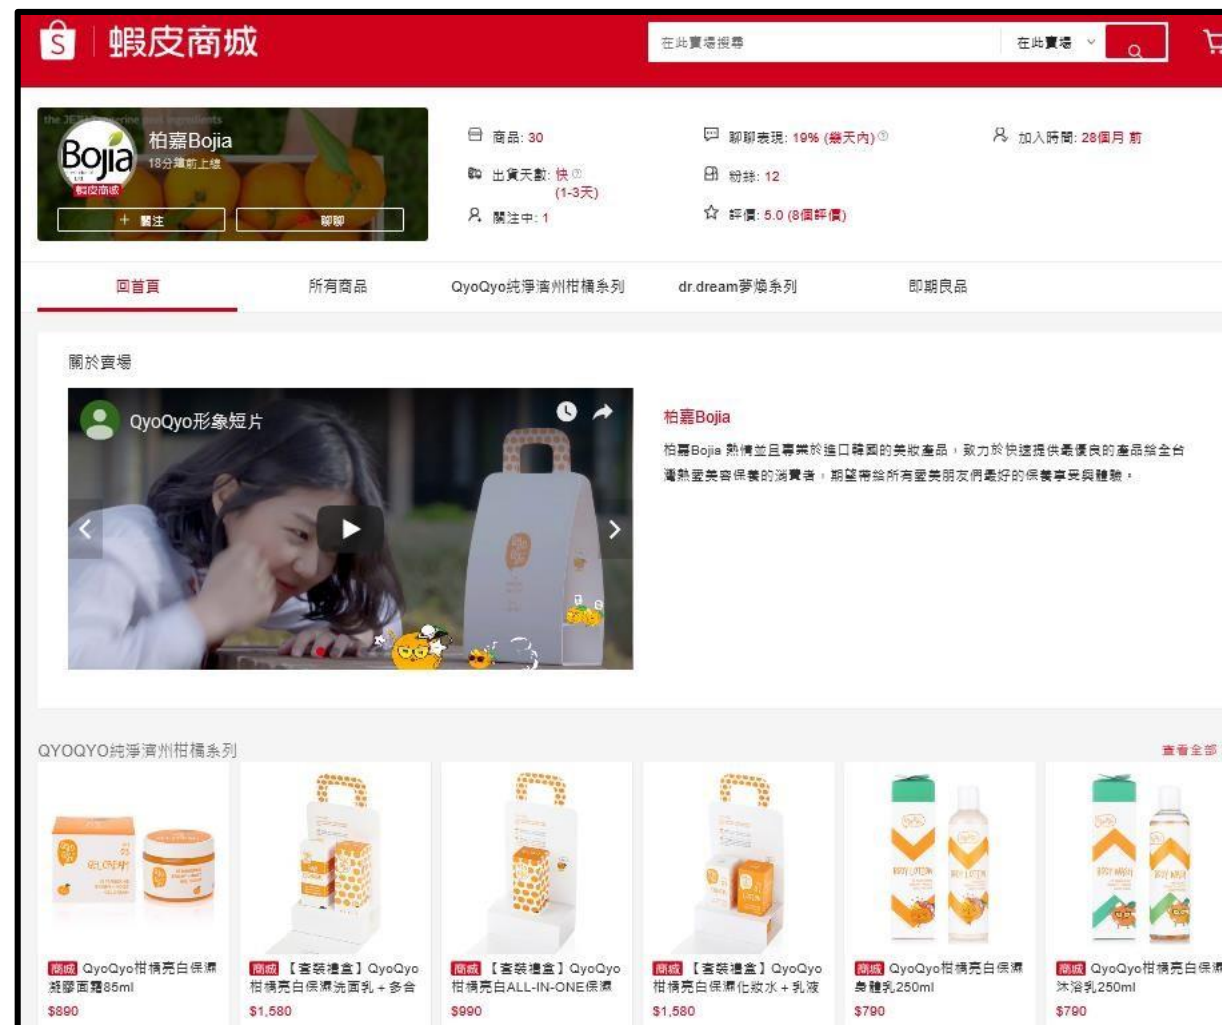 S 蝦皮商城
在此賣場搜尋 在此賣場
the JEJU tangerine peel ingredients
Bojia
蝦皮商城
柏嘉Bojia
18分鐘前上線
+ 關注
聊聊
商品: 30
出貨天數: 快
(1-3天)
關注中: 1
聊聊表現: 19% (幾天內)
粉絲: 12
評價: 5.0 (8個評價)
加入時間: 28個月 前
回首頁 所有商品 QyoQyo純淨濟州柑橘系列 dr.dream夢煥系列 即期良品
關於賣場
QyoQyo形象短片
柏嘉Bojia
柏嘉Bojia 熱情並且專業於進口韓國的美妝產品，致力於快速提供最優良的產品給全台
灣熱愛美容保養的消費者，期望帶給所有愛美朋友們最好的保養享受與體驗。
QYOQYO純淨濟州柑橘系列
查看全部
GEL CREAM
BODY LOTION
BODY LOTION
BODY WASH
BODY WASH
商城 QyoQyo柑橘亮白保濕
凝膠面霜85ml
$890
商城 【套裝禮盒】QyoQyo
柑橘亮白保濕洗面乳+多合
$1,580
商城 【套裝禮盒】QyoQyo
柑橘亮白ALL-IN-ONE保濕
$990
商城 【套裝禮盒】QyoQyo
柑橘亮白保濕化妝水+乳液
$1,580
商城 QyoQyo柑橘亮白保濕
身體乳250ml
$790
商城 QyoQyo柑橘亮白保濕
沐浴乳250ml
$790